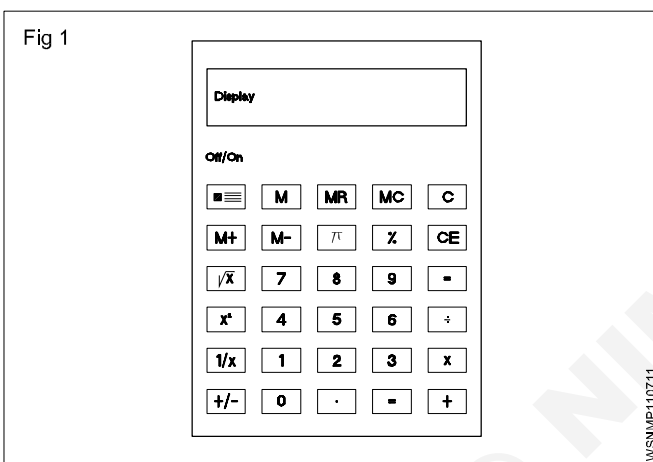 Fig 1
Display
Off/On
M MR MC C
M+ M- π % CE
√x 7 8 9 -
x² 4 5 6 ÷
1/x 1 2 3 x
+/- 0 . = +
WSNMP110711